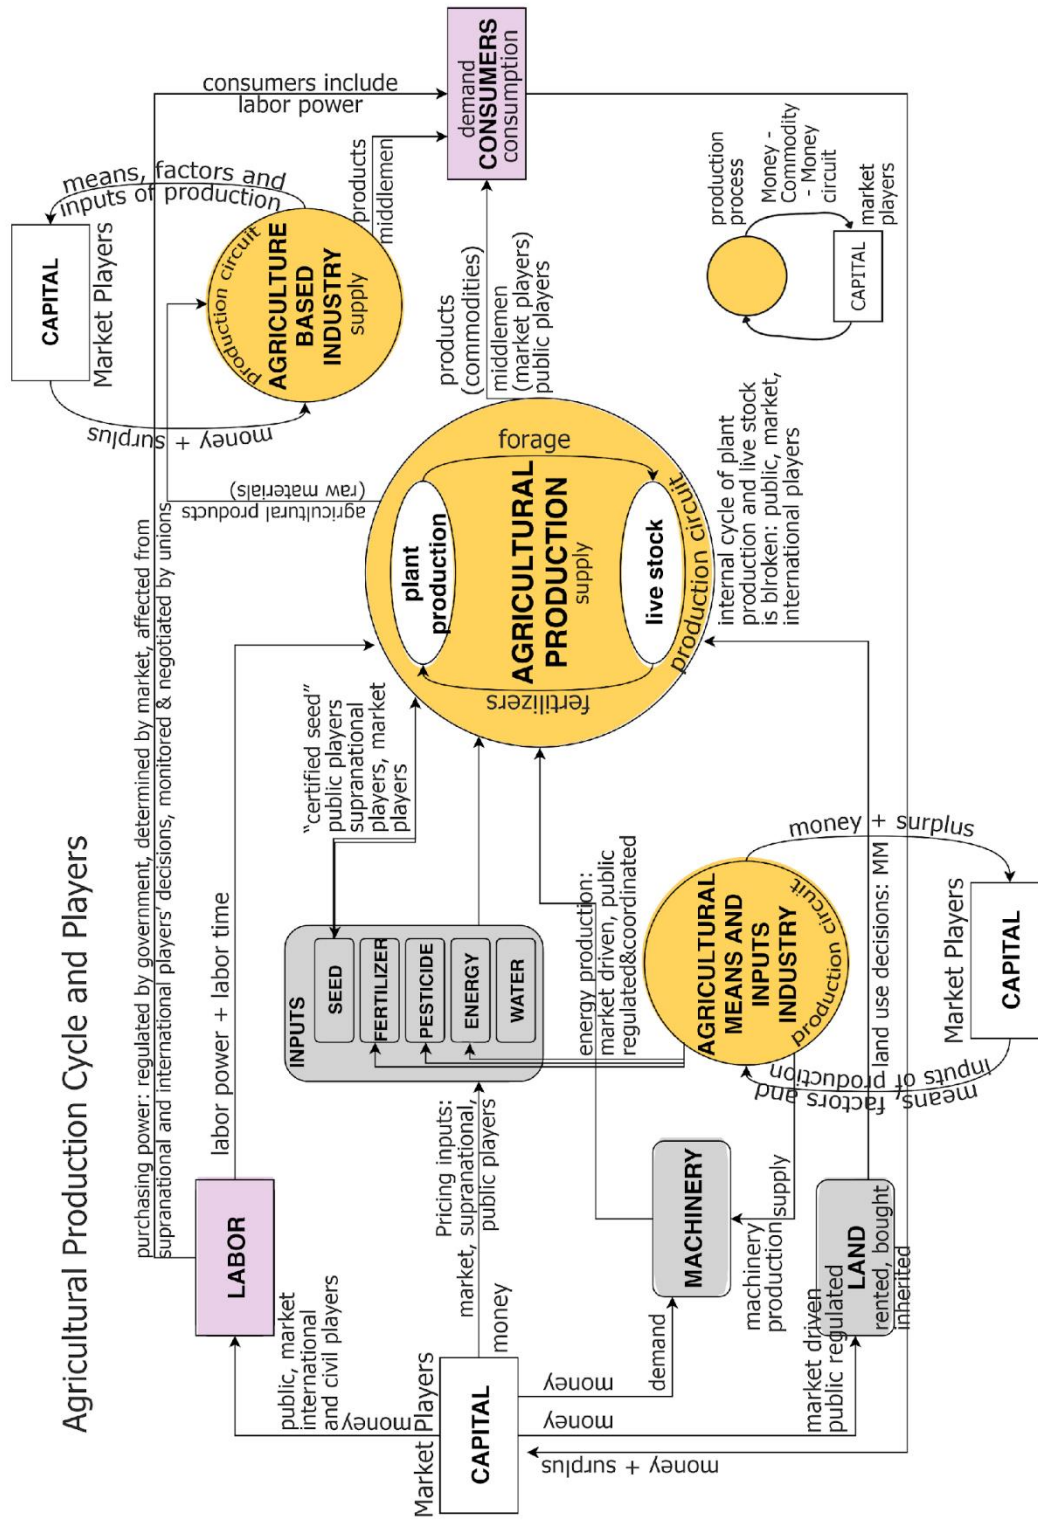 Agricultural Production Cycle and Players
purchasing power: regulated by government, determined by market, affected from
supranational and international players' decisions, monitored & negotiated by unions
consumers include
labor power
CAPITAL
Market Players
means, factors and
inputs of production
money + surplus
production circuit
AGRICULTURE
BASED
INDUSTRY
supply
products
middlemen
agricultural products
(raw materials)
demand
CONSUMERS
consumption
LABOR
labor power + labor time
public, market
international
and civil players
money
Market Players
CAPITAL
money
Pricing inputs:
market, supranational,
public players
INPUTS
SEED
FERTILIZER
PESTICIDE
ENERGY
WATER
"certified seed"
public players
supranational
players, market
players
plant
production
forage
AGRICULTURAL
PRODUCTION
supply
fertilizers
live stock
production circuit
products
(commodities)
middlemen
(market players)
public players
internal cycle of plant
production and live stock
is blroken: public, market,
international players
production
process
Money -
Commodity
- Money
circuit
CAPITAL
market
players
energy production:
market driven, public
regulated&coordinated
money
demand
MACHINERY
machinery
production
supply
AGRICULTURAL
MEANS AND
INPUTS
INDUSTRY
production circuit
money + surplus
means, factors and
Inputs of production
Market Players
CAPITAL
money
market driven
public regulated
LAND
rented, bought
inherited
land use decisions: MM
money + surplus